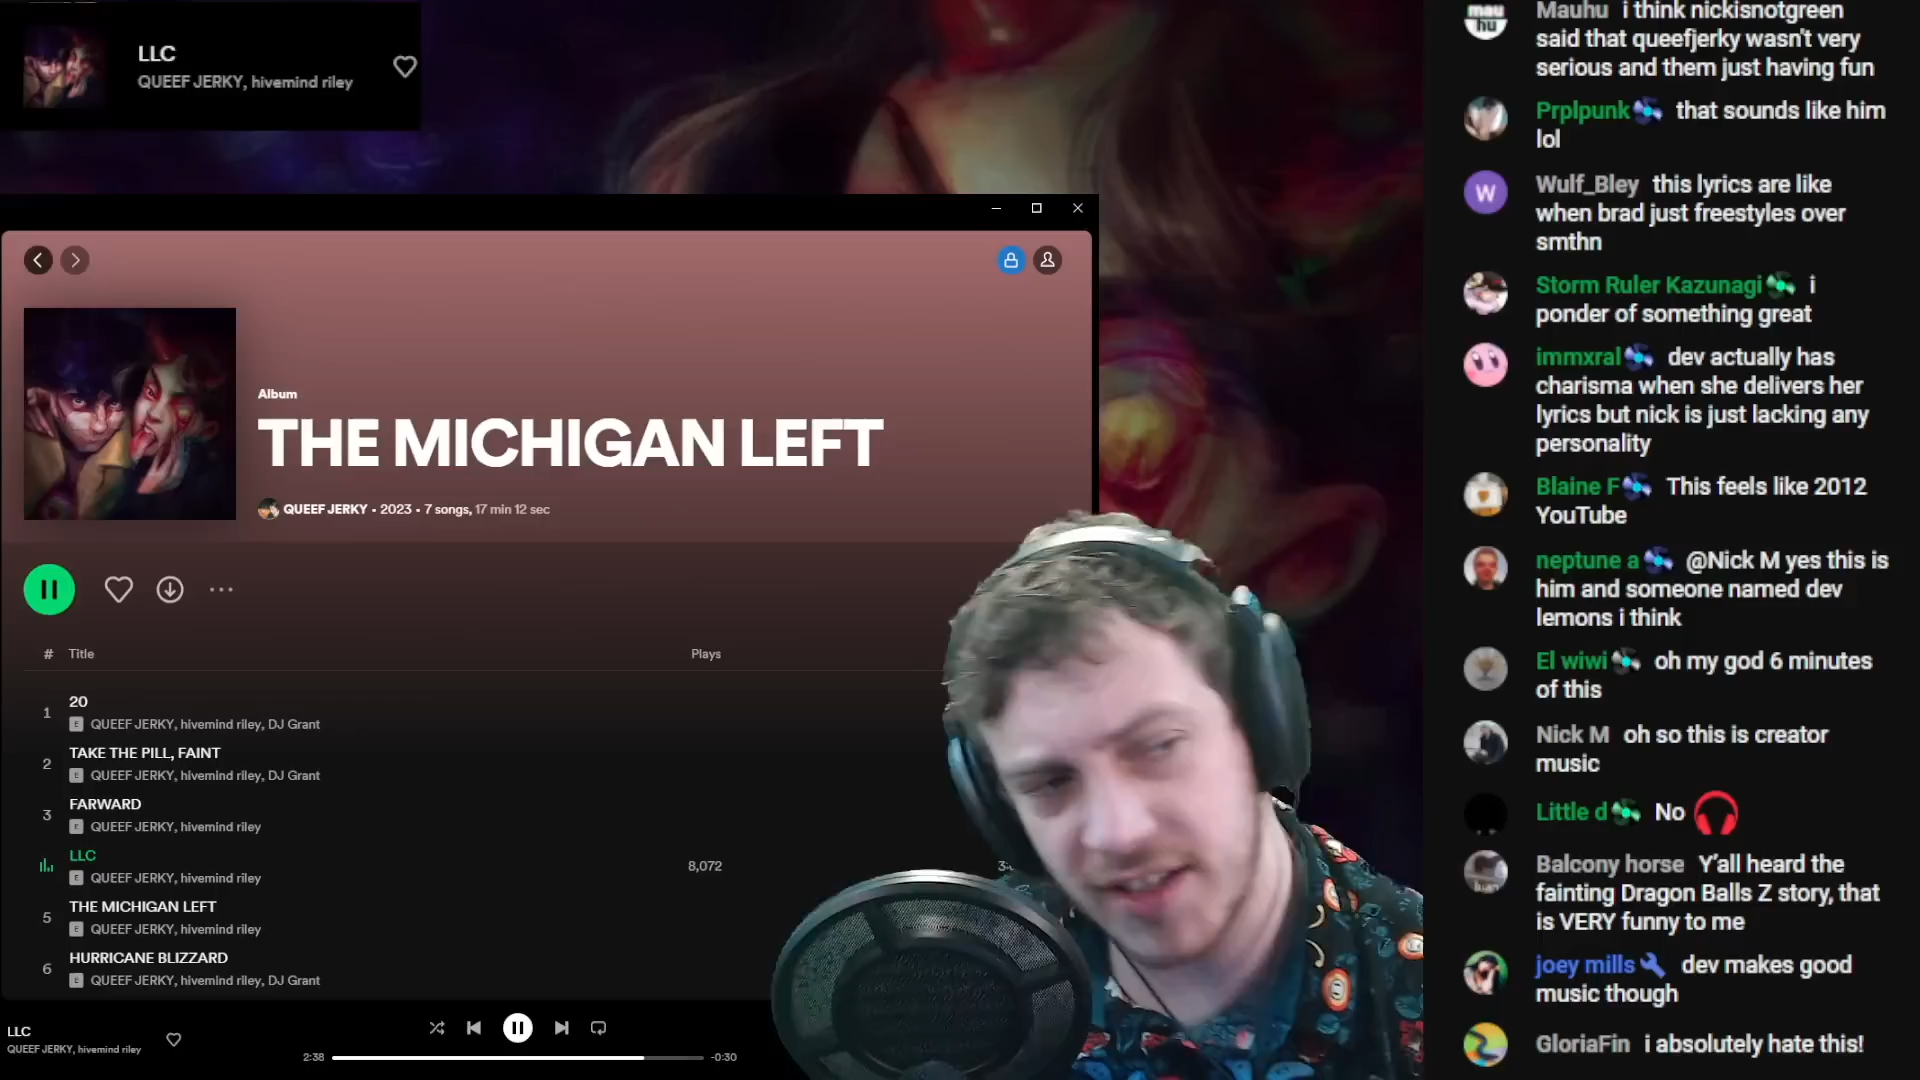 LLC
QUEEF JERKY, hivemind riley
Album
THE MICHIGAN LEFT
QUEEF JERKY • 2023 • 7 songs, 17 min 12 sec
# Title Plays
1 20
E QUEEF JERKY, hivemind riley, DJ Grant
2 TAKE THE PILL, FAINT
E QUEEF JERKY, hivemind riley, DJ Grant
3 FARWARD
E QUEEF JERKY, hivemind riley
LLC
E QUEEF JERKY, hivemind riley
8,072
5 THE MICHIGAN LEFT
E QUEEF JERKY, hivemind riley
6 HURRICANE BLIZZARD
E QUEEF JERKY, hivemind riley, DJ Grant
LLC
QUEEF JERKY, hivemind riley
2:38 -0:30
mau
hu
Mauhu i think nickisnotgreen
said that queefjerky wasn't very
serious and them just having fun
Prplpunk that sounds like him
lol
W
Wulf_Bley this lyrics are like
when brad just freestyles over
smthn
Storm Ruler Kazunagi i
ponder of something great
immxral dev actually has
charisma when she delivers her
lyrics but nick is just lacking any
personality
Blaine F This feels like 2012
YouTube
neptune a @Nick M yes this is
him and someone named dev
lemons i think
El wiwi oh my god 6 minutes
of this
Nick M oh so this is creator
music
Little d No
Balcony horse Y'all heard the
fainting Dragon Balls Z story, that
is VERY funny to me
joey mills dev makes good
music though
GloriaFin i absolutely hate this!